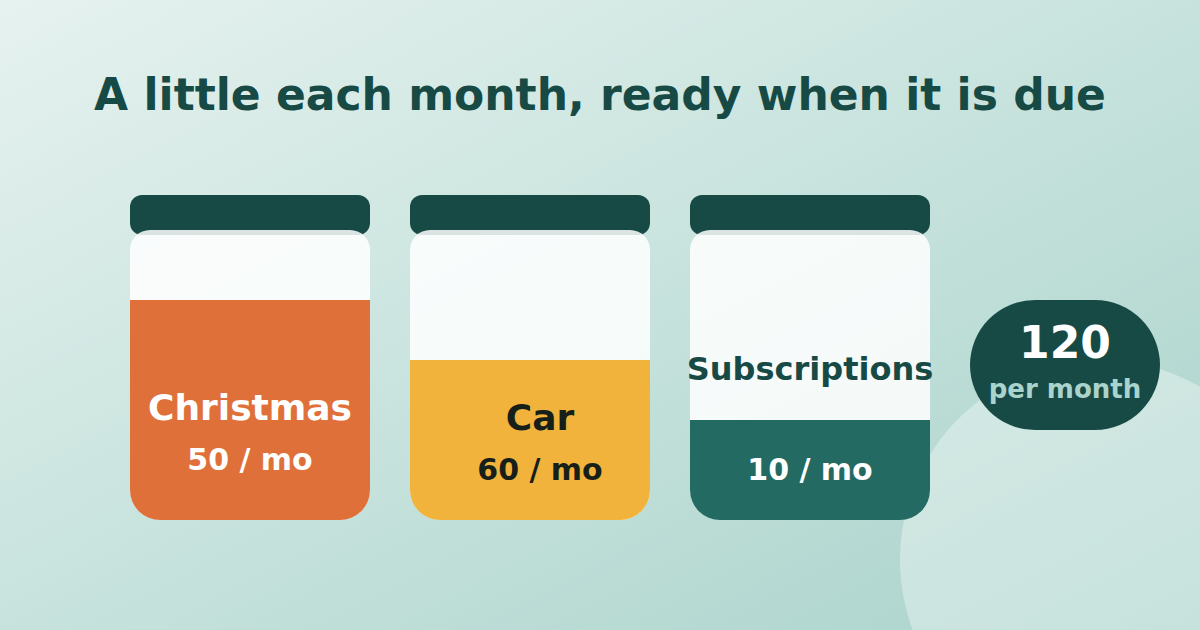 A little each month, ready when it is due
Christmas
50 / mo
Car
60 / mo
Subscriptions
10 / mo
120
per month